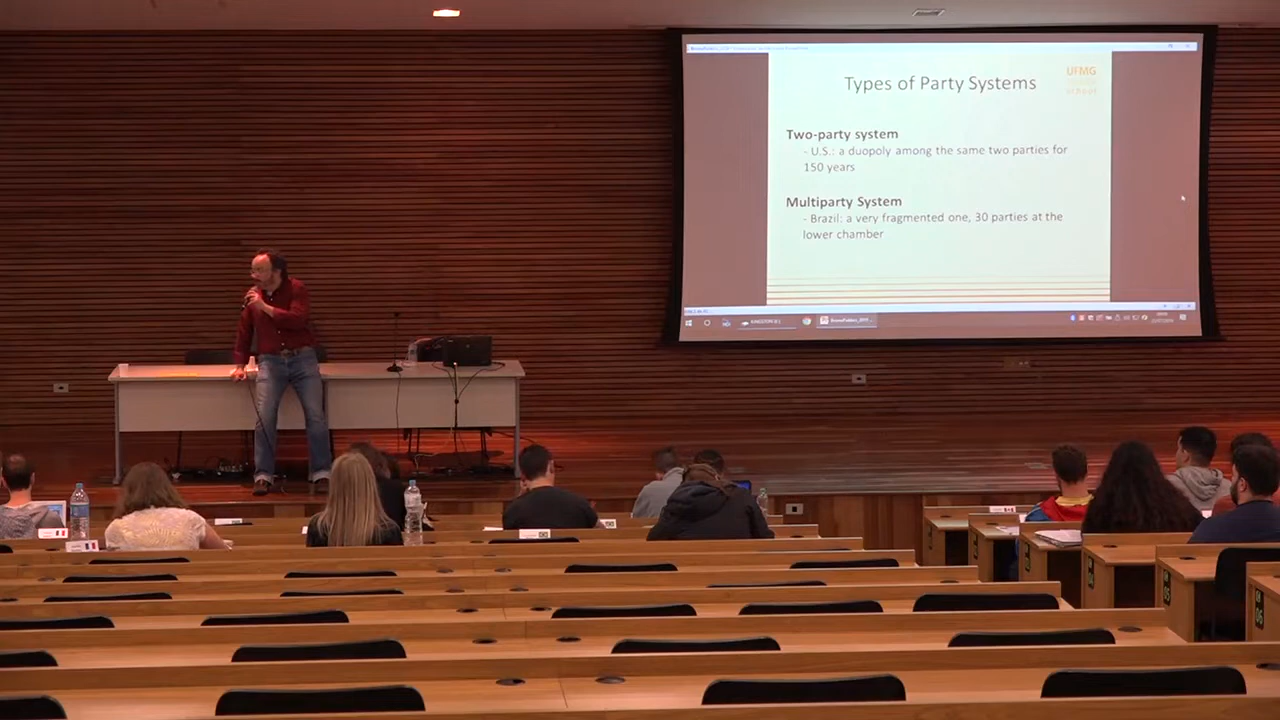 Types of Party Systems
UFMG
school
Two-party system
- U.S.: a duopoly among the same two parties for
150 years
Multiparty System
- Brazil: a very fragmented one, 30 parties at the
lower chamber